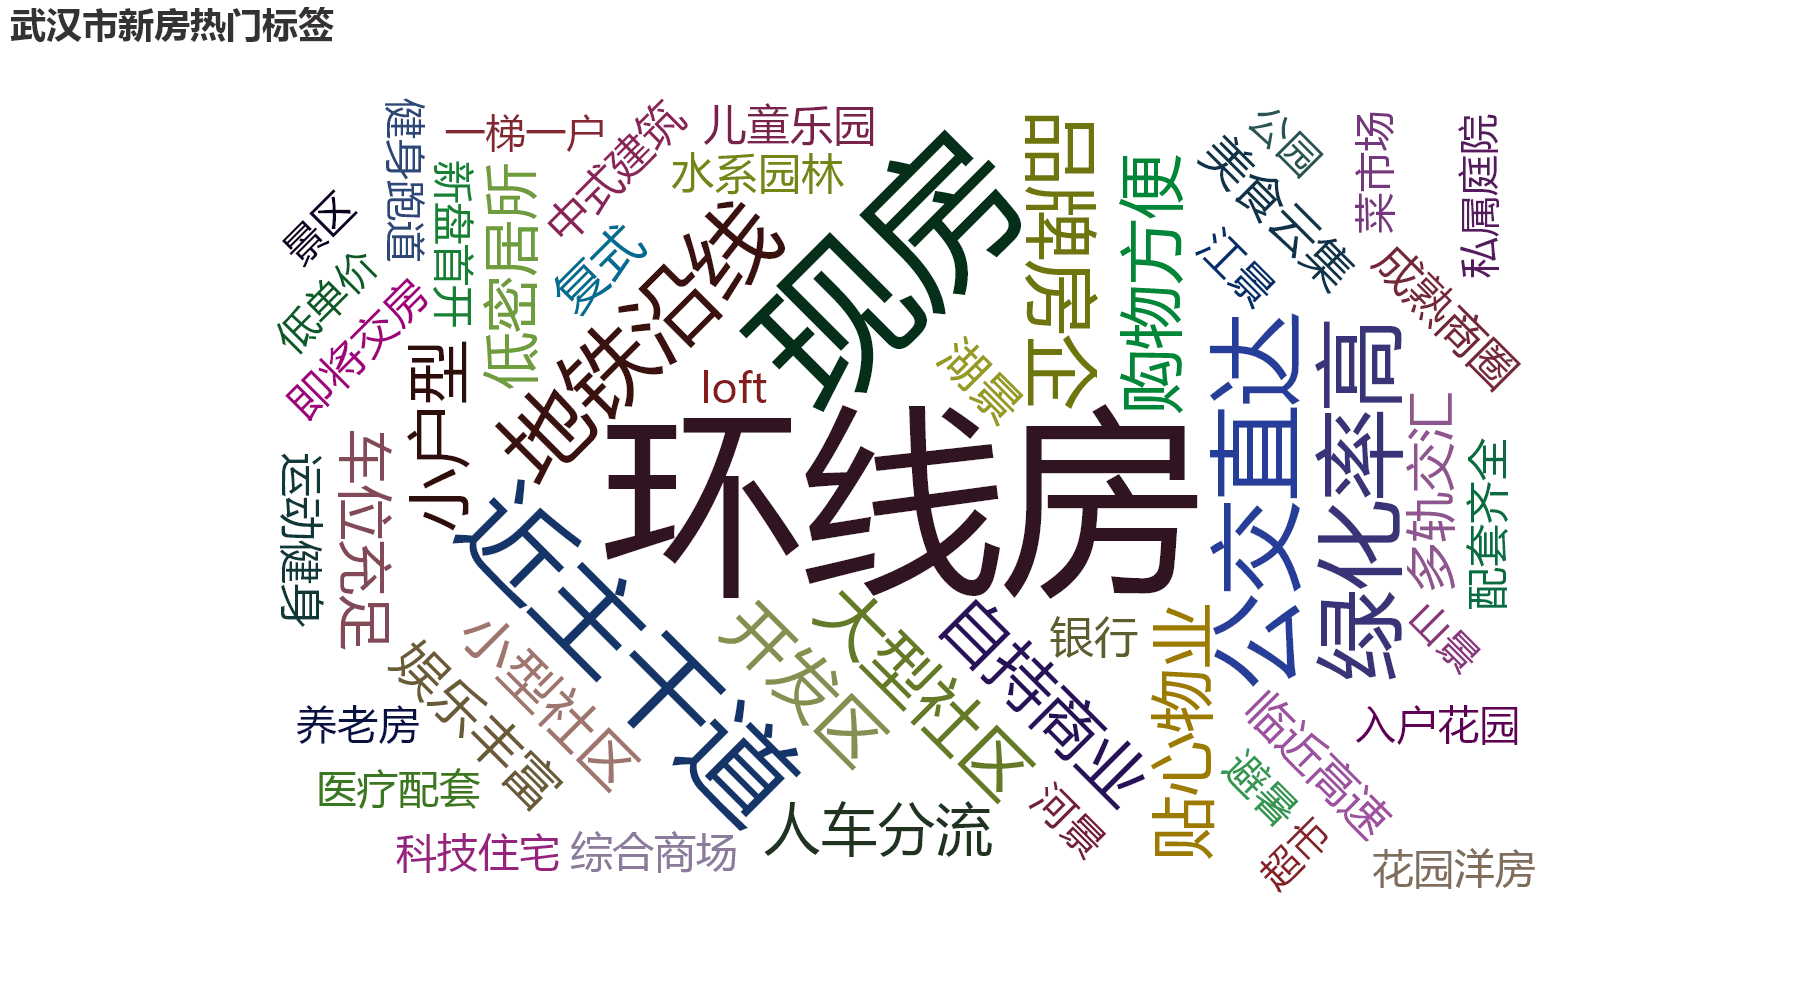 武汉市新房热门标签
健身跑道
一梯一户
中式建筑
儿童乐园
水系园林
现房
品牌房企
购物方便
公园
美食云集
菜市场
私属庭院
景区
新盘首开
低密居所
复式
地铁沿线
江景
成熟商圈
低单价
即将交房
小户型
loft
湖景
环线房
公交直达
绿化率高
多轨交汇
配套齐全
运动健身
车位充足
近主干道
小型社区
娱乐丰富
开发区
大型社区
自持商业
银行
贴心物业
山景
养老房
临近高速
入户花园
医疗配套
避暑
科技住宅
综合商场
人车分流
河景
超市
花园洋房